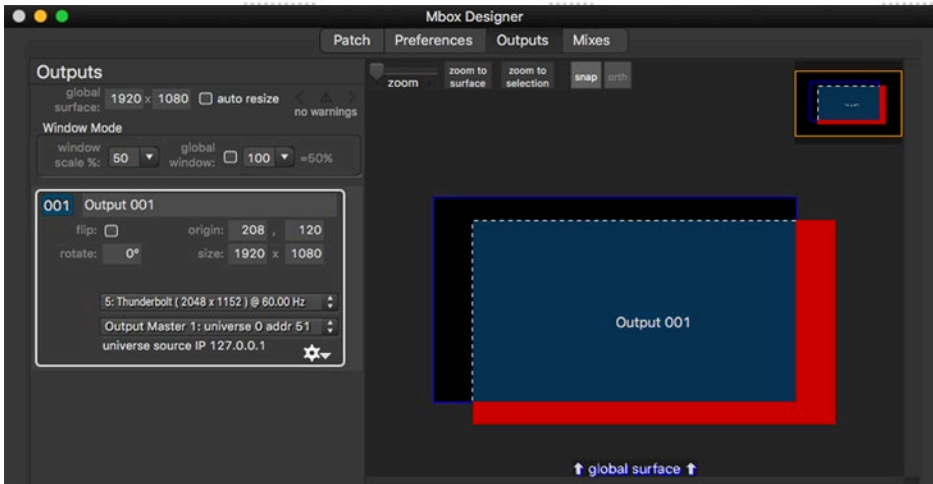 Mbox Designer
Patch Preferences Outputs Mixes
Outputs
global surface: 1920 x 1080 auto resize
no warnings
Window Mode
window scale %: 50 global window: 100 =50%
001 Output 001
flip: origin: 208 , 120
rotate: 0° size: 1920 x 1080
5: Thunderbolt ( 2048 x 1152 ) @ 60.00 Hz
Output Master 1: universe 0 addr 51
universe source IP 127.0.0.1
zoom
zoom to surface
zoom to selection
snap orth
Output 001
global surface